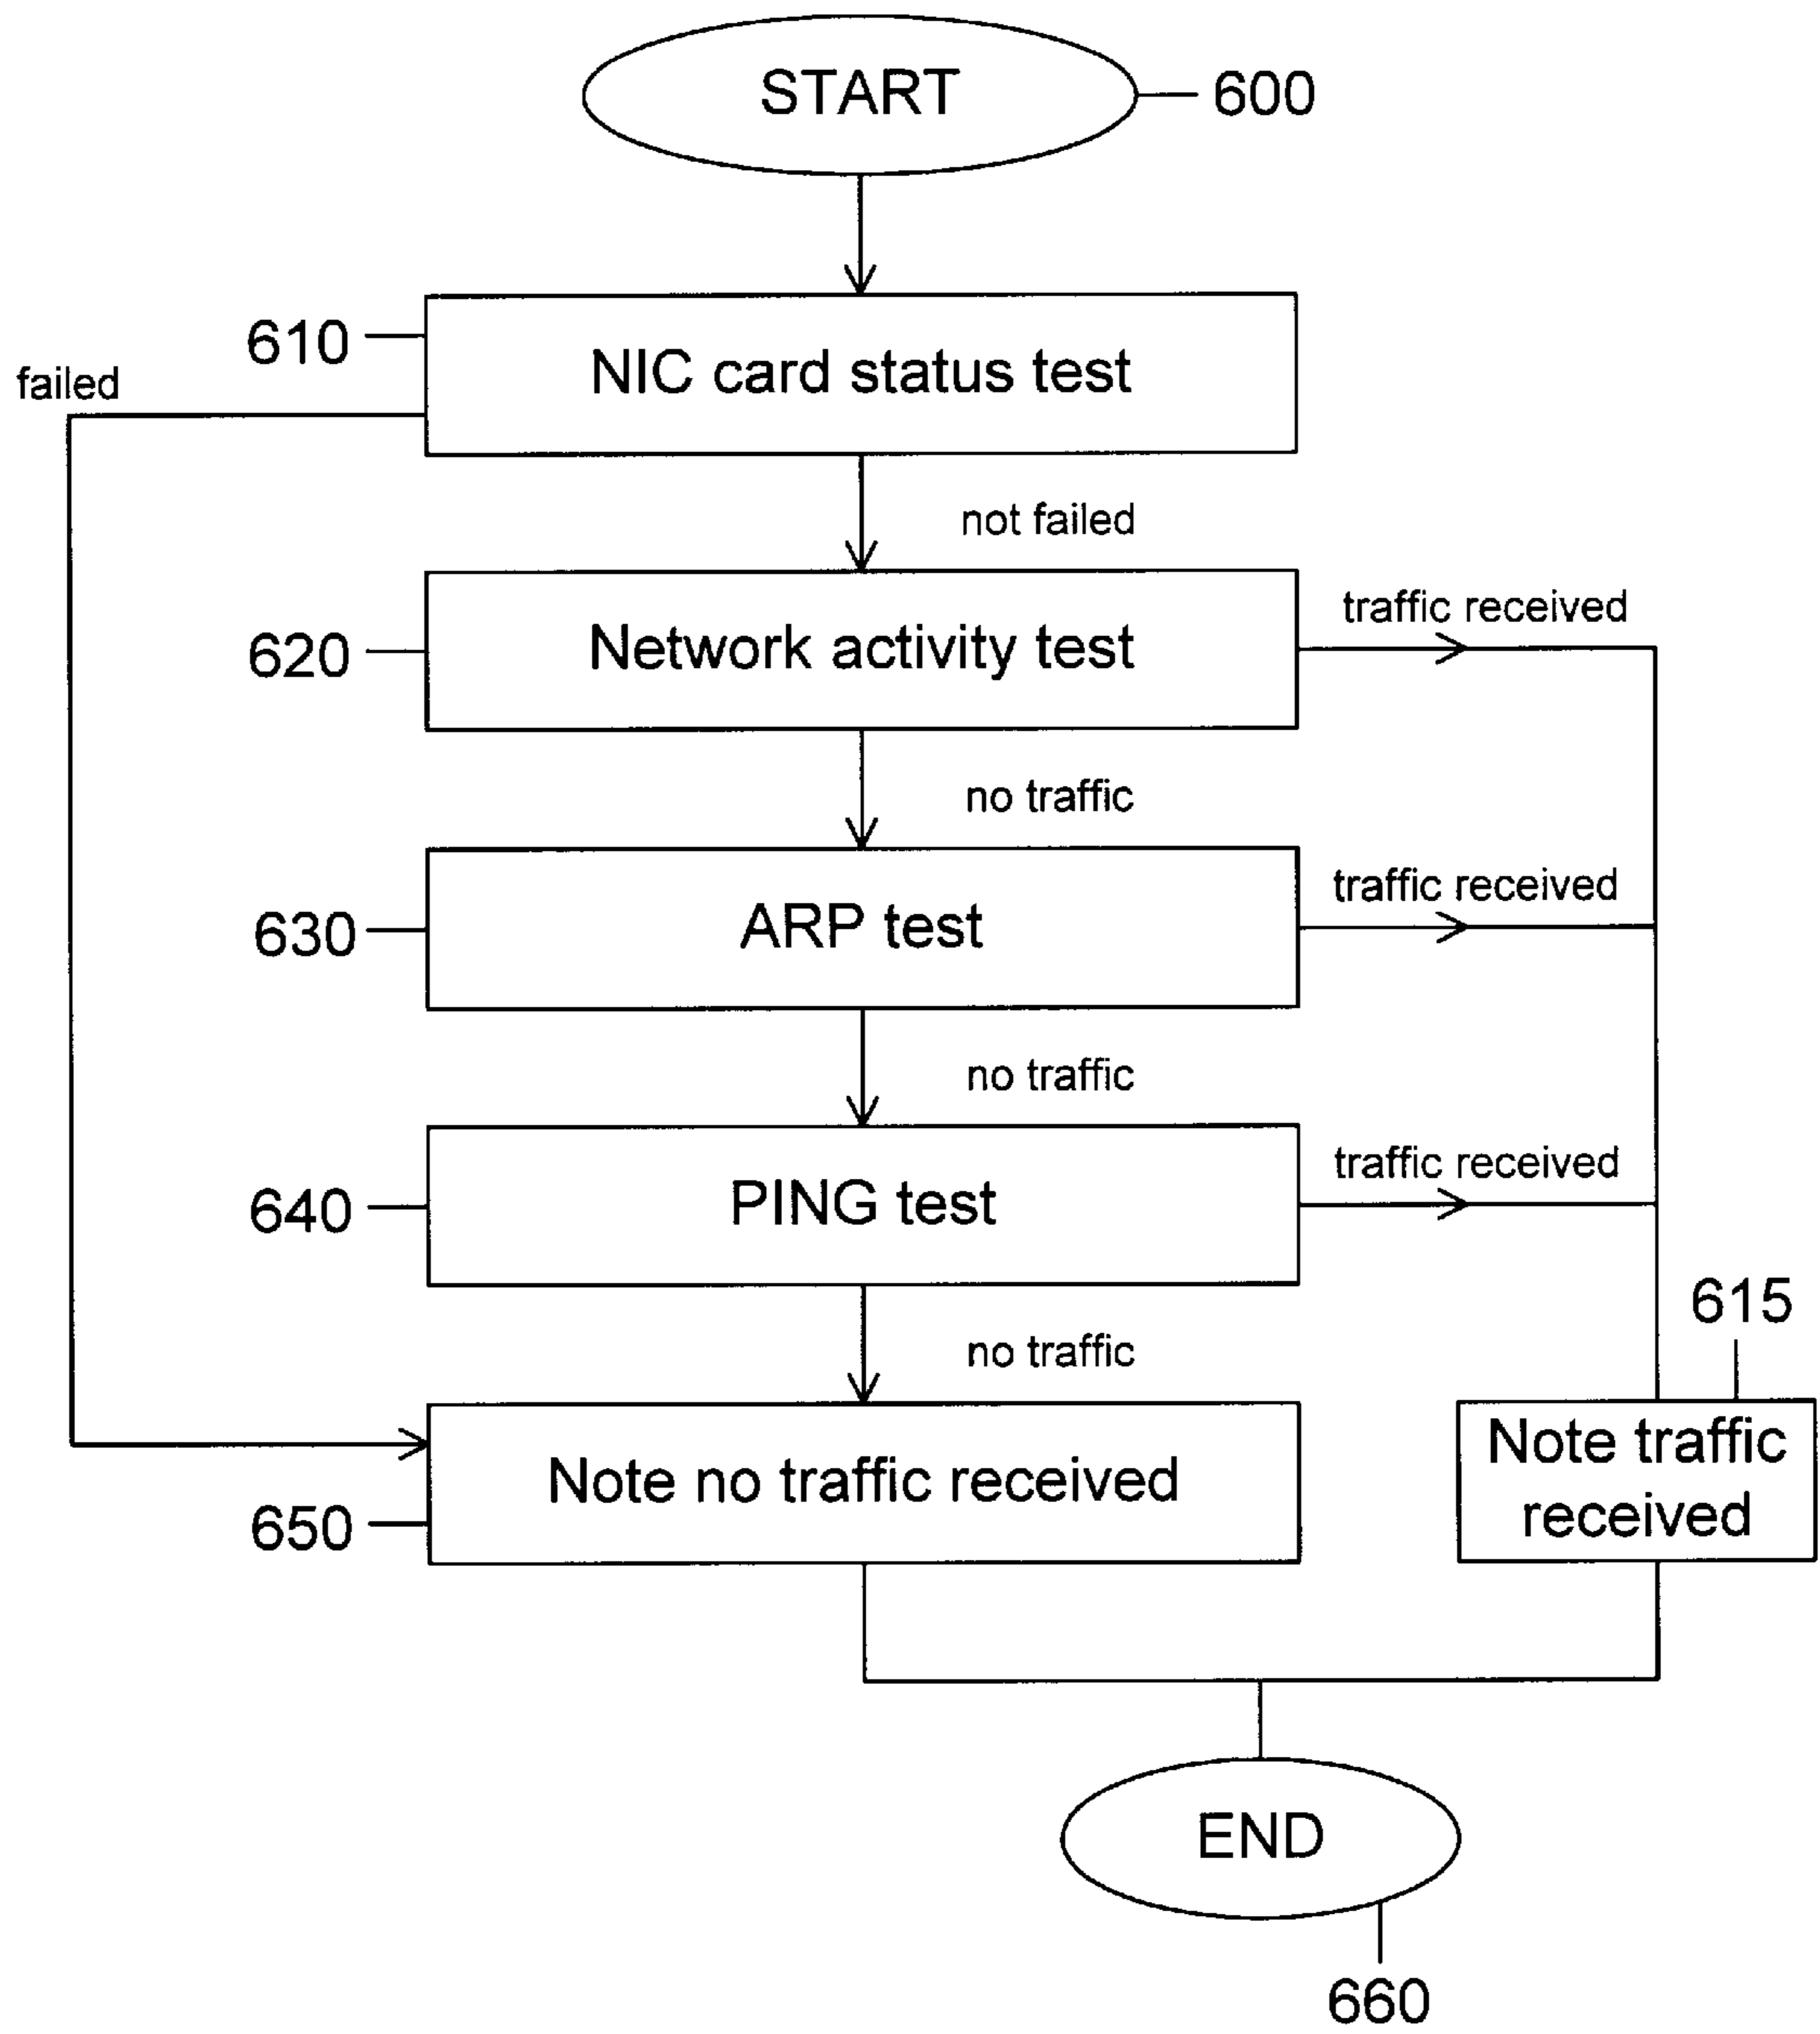 START
600
610
NIC card status test
failed
not failed
620
Network activity test
traffic received
no traffic
630
ARP test
traffic received
no traffic
640
PING test
traffic received
615
no traffic
Note no traffic received
650
Note traffic
received
END
660